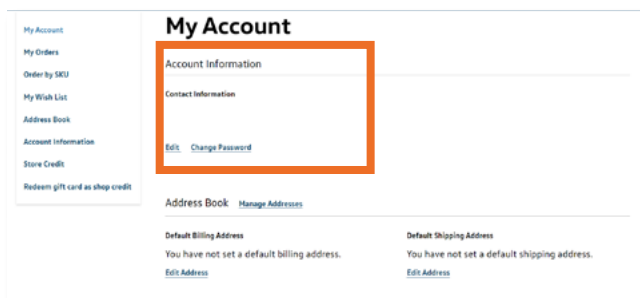 My Account
My Orders
Order by SKU
My Wish List
Address Book
Account Information
Store Credit
Redeem gift card as shop credit
My Account
Account Information
Contact Information
Edit Change Password
Address Book Manage Addresses
Default Billing Address
You have not set a default billing address.
Edit Address
Default Shipping Address
You have not set a default shipping address.
Edit Address